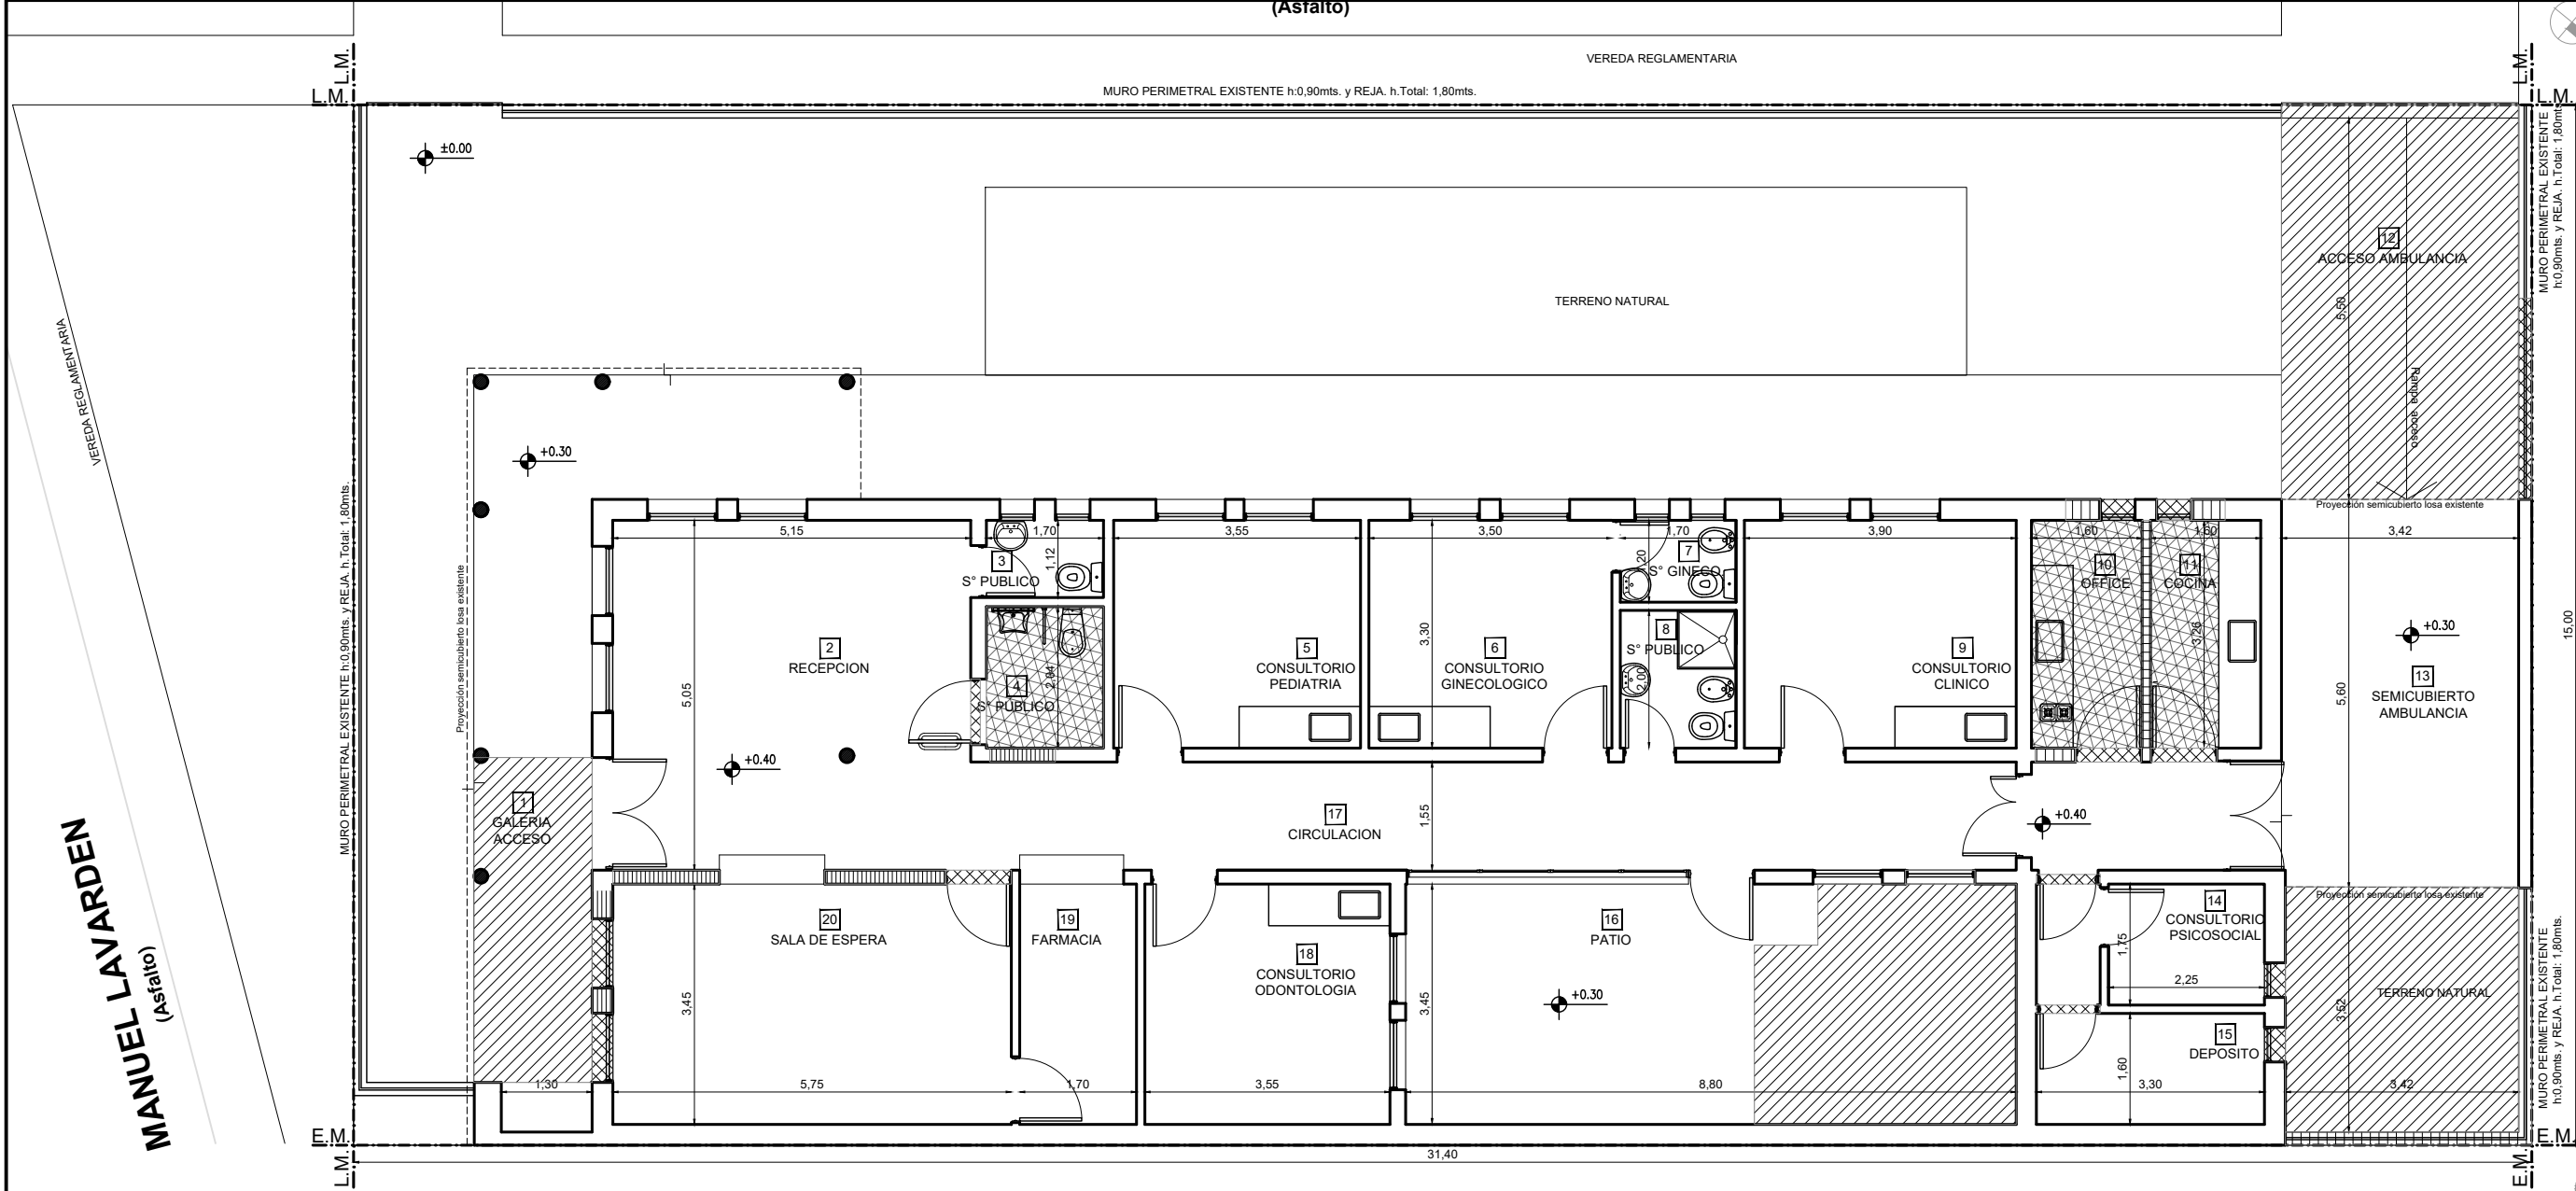 (Asfalto)
VEREDA REGLAMENTARIA
MURO PERIMETRAL EXISTENTE h:0,90mts. y REJA. h.Total: 1,80mts.
L.M.
L.M.
L.M.
L.M.
±0.00
MURO PERIMETRAL EXISTENTE
h:0,90mts. y REJA. h.Total: 1,80mts.
12
ACCESO AMBULANCIA
5,50
Rampa acceso
TERRENO NATURAL
VEREDA REGLAMENTARIA
+0.30
Proyección semicubierto losa existente
MURO PERIMETRAL EXISTENTE h:0,90mts. y REJA. h.Total: 1,80mts.
Proyección semicubierto losa existente
5,15
1,70
3,55
3,50
1,70
3,90
1,60
1,60
3,42
1,12
3
S° PUBLICO
1,20
7
S° GINECO.
10
OFFICE
11
COCINA
3,26
15,00
2
RECEPCION
5,05
4
S° PUBLICO
2,04
5
CONSULTORIO
PEDIATRIA
3,30
6
CONSULTORIO
GINECOLOGICO
8
S° PUBLICO
2,00
9
CONSULTORIO
CLINICO
+0.30
13
SEMICUBIERTO
AMBULANCIA
5,60
+0.40
1
GALERIA
ACCESO
17
CIRCULACION
1,55
+0.40
MANUEL LAVARDEN
(Asfalto)
20
SALA DE ESPERA
3,45
19
FARMACIA
18
CONSULTORIO
ODONTOLOGIA
16
PATIO
3,45
+0.30
14
CONSULTORIO
PSICOSOCIAL
1,75
2,25
15
DEPOSITO
1,60
Proyección semicubierto losa existente
TERRENO NATURAL
3,52
MURO PERIMETRAL EXISTENTE
h:0,90mts. y REJA. h.Total: 1,80mts.
1,30
5,75
1,70
3,55
8,80
3,30
3,42
E.M.
L.M.
31,40
E.M.
E.M.